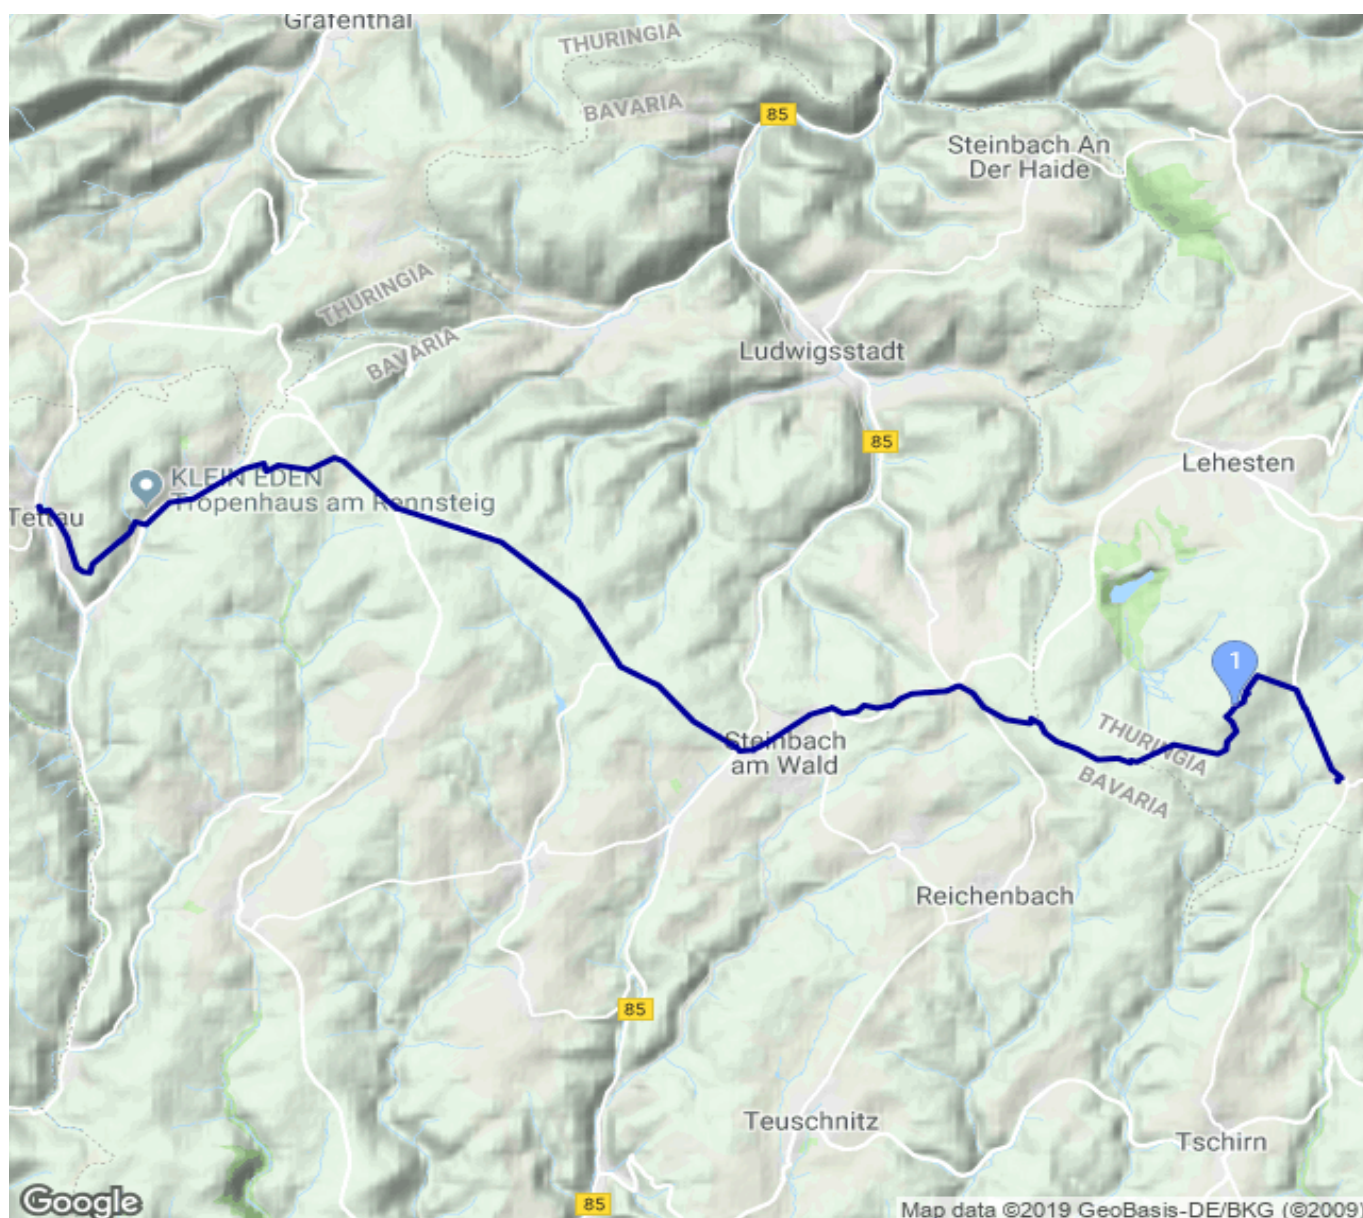 Gräfenthal
THURINGIA
BAVARIA
85
Steinbach An
Der Haide
THURINGIA
BAVARIA
Ludwigsstadt
85
Lehesten
KLEIN EDEN
Tropenhaus am Rennsteig
Tettau
1
THURINGIA
BAVARIA
Steinbach
am Wald
Reichenbach
85
Teuschnitz
Tschirn
85
Google
Map data ©2019 GeoBasis-DE/BKG (©2009)